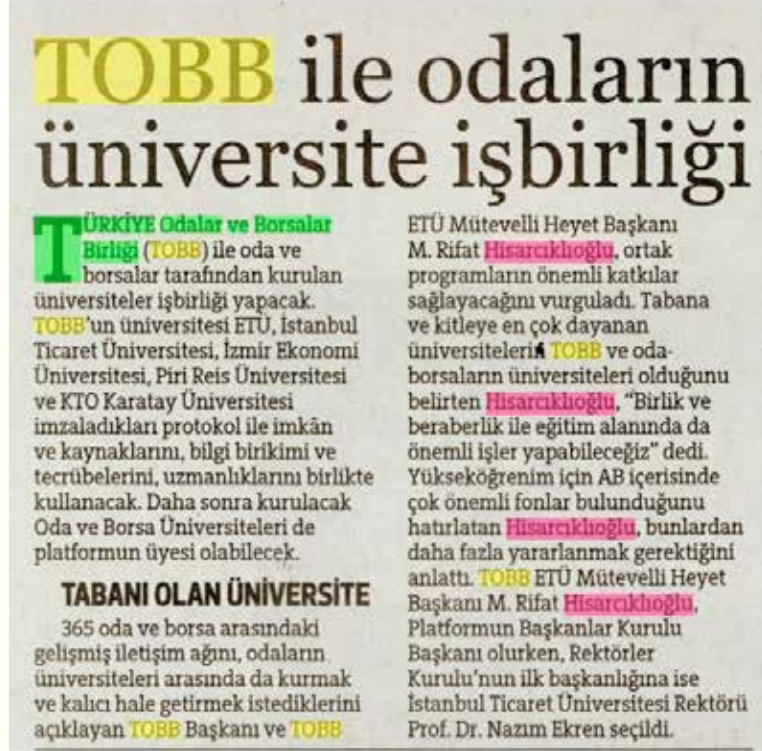 TOBB ile odaların
üniversite işbirliği
TÜRKİYE Odalar ve Borsalar
Birliği (TOBB) ile oda ve
borsalar tarafından kurulan
üniversiteler işbirliği yapacak.
TOBB'un üniversitesi ETÜ, İstanbul
Ticaret Üniversitesi, İzmir Ekonomi
Üniversitesi, Piri Reis Üniversitesi
ve KTO Karatay Üniversitesi
imzaladıkları protokol ile imkân
ve kaynaklarını, bilgi birikimi ve
tecrübelerini, uzmanlıklarını birlikte
kullanacak. Daha sonra kurulacak
Oda ve Borsa Üniversiteleri de
platformun üyesi olabilecek.
TABANI OLAN ÜNİVERSİTE
365 oda ve borsa arasındaki
gelişmiş iletişim ağını, odaların
üniversiteleri arasında da kurmak
ve kalıcı hale getirmek istediklerini
açıklayan TOBB Başkanı ve TOBB
ETÜ Mütevelli Heyet Başkanı
M. Rifat Hisarcıklıoğlu, ortak
programların önemli katkılar
sağlayacağını vurguladı. Tabana
ve kitleye en çok dayanan
üniversitelerin TOBB ve oda-
borsaların üniversiteleri olduğunu
belirten Hisarcıklıoğlu, "Birlik ve
beraberlik ile eğitim alanında da
önemli işler yapabileceğiz" dedi.
Yükseköğrenim için AB içerisinde
çok önemli fonlar bulunduğunu
hatırlatan Hisarcıklıoğlu, bunlardan
daha fazla yararlanmak gerektiğini
anlattı. TOBB ETÜ Mütevelli Heyet
Başkanı M. Rifat Hisarcıklıoğlu,
Platformun Başkanlar Kurulu
Başkanı olurken, Rektörler
Kurulu'nun ilk başkanlığına ise
İstanbul Ticaret Üniversitesi Rektörü
Prof. Dr. Nazım Ekren seçildi.